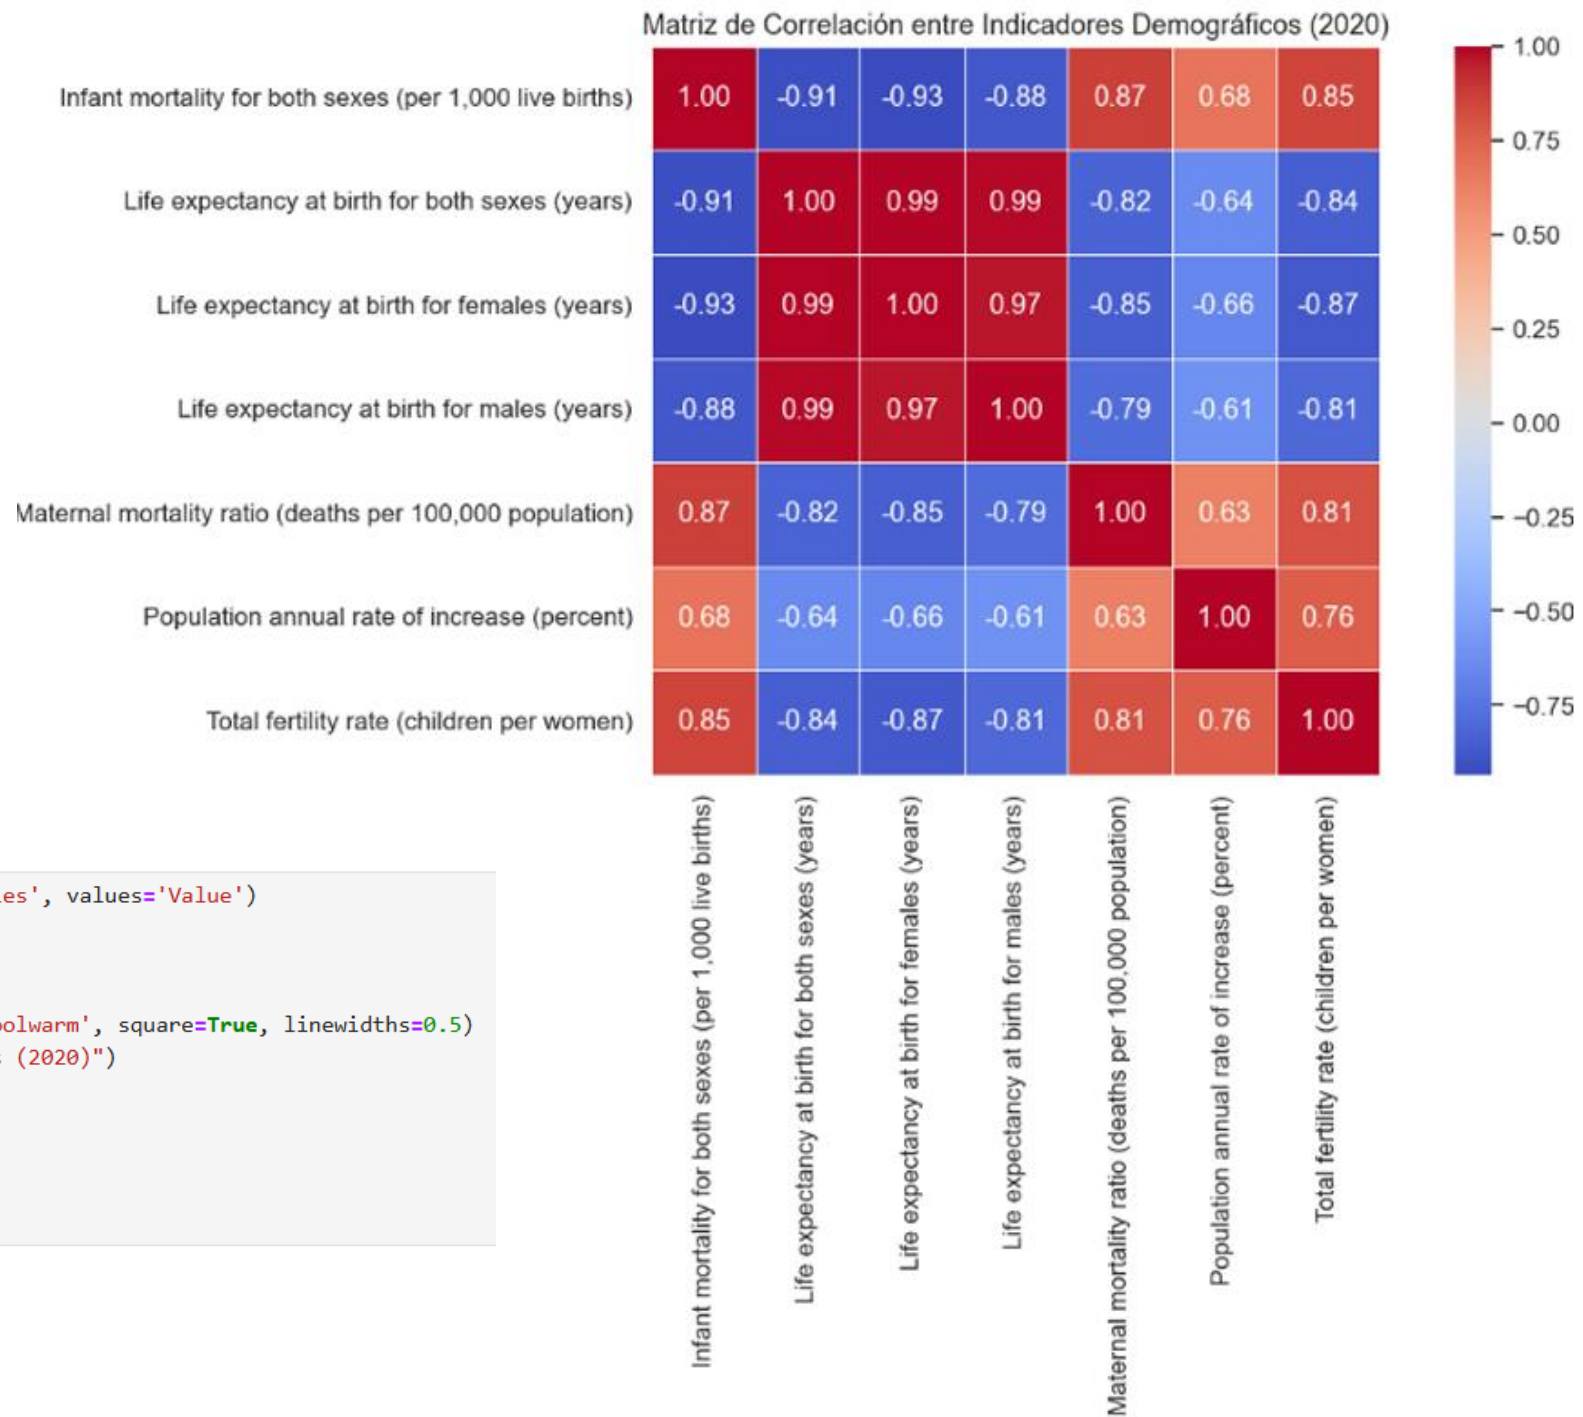 Matriz de Correlación entre Indicadores Demográficos (2020)
Infant mortality for both sexes (per 1,000 live births) 1.00 -0.91 -0.93 -0.88 0.87 0.68 0.85
Life expectancy at birth for both sexes (years) -0.91 1.00 0.99 0.99 -0.82 -0.64 -0.84
Life expectancy at birth for females (years) -0.93 0.99 1.00 0.97 -0.85 -0.66 -0.87
Life expectancy at birth for males (years) -0.88 0.99 0.97 1.00 -0.79 -0.61 -0.81
Maternal mortality ratio (deaths per 100,000 population) 0.87 -0.82 -0.85 -0.79 1.00 0.63 0.81
Population annual rate of increase (percent) 0.68 -0.64 -0.66 -0.61 0.63 1.00 0.76
Total fertility rate (children per women) 0.85 -0.84 -0.87 -0.81 0.81 0.76 1.00
1.00
0.75
0.50
0.25
0.00
−0.25
−0.50
−0.75
Infant mortality for both sexes (per 1,000 live births)
Life expectancy at birth for both sexes (years)
Life expectancy at birth for females (years)
Life expectancy at birth for males (years)
Maternal mortality ratio (deaths per 100,000 population)
Population annual rate of increase (percent)
Total fertility rate (children per women)
es', values='Value')
olwarm', square=True, linewidths=0.5)
(2020)")